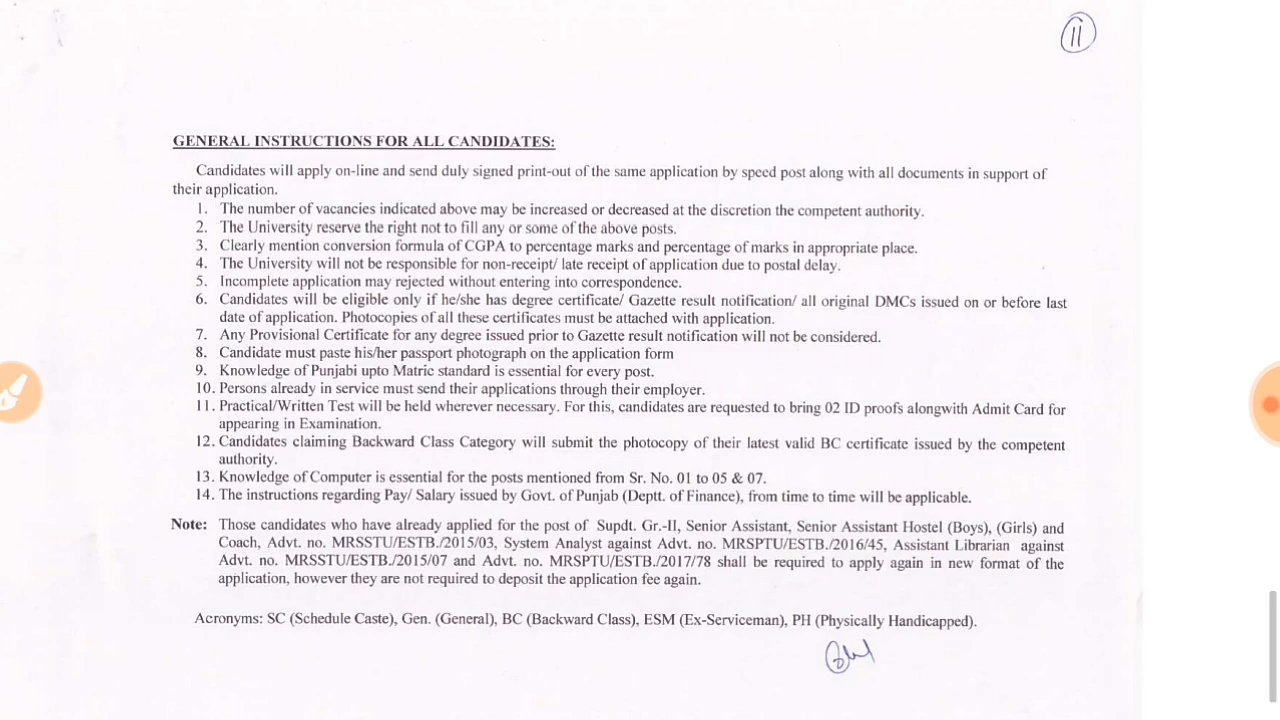 11
GENERAL INSTRUCTIONS FOR ALL CANDIDATES:
Candidates will apply on-line and send duly signed print-out of the same application by speed post along with all documents in support of
their application.
1. The number of vacancies indicated above may be increased or decreased at the discretion the competent authority.
2. The University reserve the right not to fill any or some of the above posts.
3. Clearly mention conversion formula of CGPA to percentage marks and percentage of marks in appropriate place.
4. The University will not be responsible for non-receipt/ late receipt of application due to postal delay.
5. Incomplete application may rejected without entering into correspondence.
6. Candidates will be eligible only if he/she has degree certificate/ Gazette result notification/ all original DMCs issued on or before last
date of application. Photocopies of all these certificates must be attached with application.
7. Any Provisional Certificate for any degree issued prior to Gazette result notification will not be considered.
8. Candidate must paste his/her passport photograph on the application form
9. Knowledge of Punjabi upto Matric standard is essential for every post.
10. Persons already in service must send their applications through their employer.
11. Practical/Written Test will be held wherever necessary. For this, candidates are requested to bring 02 ID proofs alongwith Admit Card for
appearing in Examination.
12. Candidates claiming Backward Class Category will submit the photocopy of their latest valid BC certificate issued by the competent
authority.
13. Knowledge of Computer is essential for the posts mentioned from Sr. No. 01 to 05 & 07.
14. The instructions regarding Pay/ Salary issued by Govt. of Punjab (Deptt. of Finance), from time to time will be applicable.
Note: Those candidates who have already applied for the post of Supdt. Gr.-II, Senior Assistant, Senior Assistant Hostel (Boys), (Girls) and
Coach, Advt. no. MRSSTU/ESTB./2015/03, System Analyst against Advt. no. MRSPTU/ESTB./2016/45, Assistant Librarian against
Advt. no. MRSSTU/ESTB./2015/07 and Advt. no. MRSPTU/ESTB./2017/78 shall be required to apply again in new format of the
application, however they are not required to deposit the application fee again.
Acronyms: SC (Schedule Caste), Gen. (General), BC (Backward Class), ESM (Ex-Serviceman), PH (Physically Handicapped).